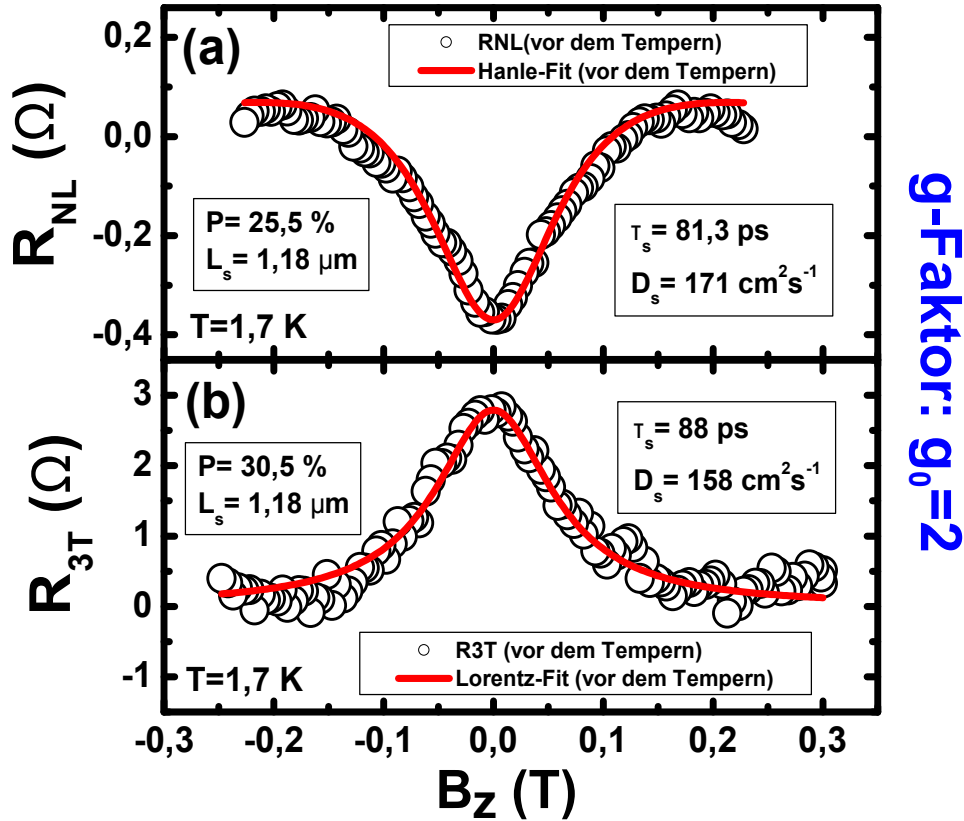 (a)
RNL(vor dem Tempern)
Hanle-Fit (vor dem Tempern)
0,2
0,0
-0,2
-0,4
R_NL (Ω)
P= 25,5 %
L_s= 1,18 µm
T=1,7 K
τ_s= 81,3 ps
D_s= 171 cm²s⁻¹
(b)
3
2
1
0
-1
R_3T (Ω)
P= 30,5 %
L_s= 1,18 µm
τ_s= 88 ps
D_s= 158 cm²s⁻¹
T=1,7 K
R3T (vor dem Tempern)
Lorentz-Fit (vor dem Tempern)
-0,3 -0,2 -0,1 0,0 0,1 0,2 0,3
B_z (T)
g-Faktor: g₀=2